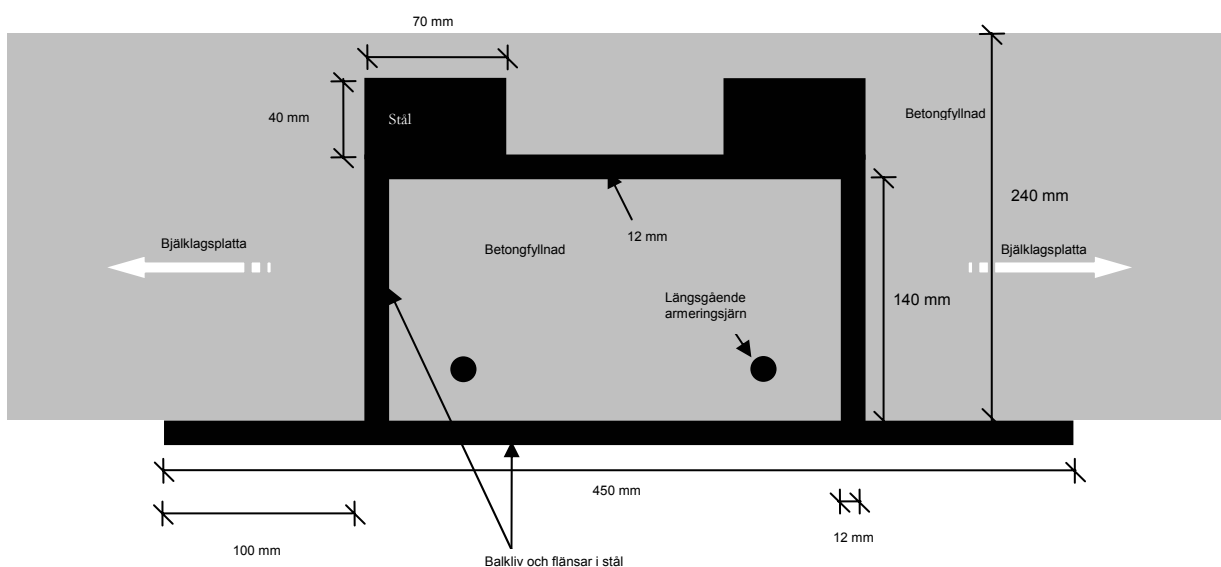 70 mm
40 mm
Stål
Betongfyllnad
240 mm
12 mm
Bjälklagsplatta
Betongfyllnad
Bjälklagsplatta
140 mm
Längsgående
armeringsjärn
450 mm
100 mm
12 mm
Balkliv och flänsar i stål